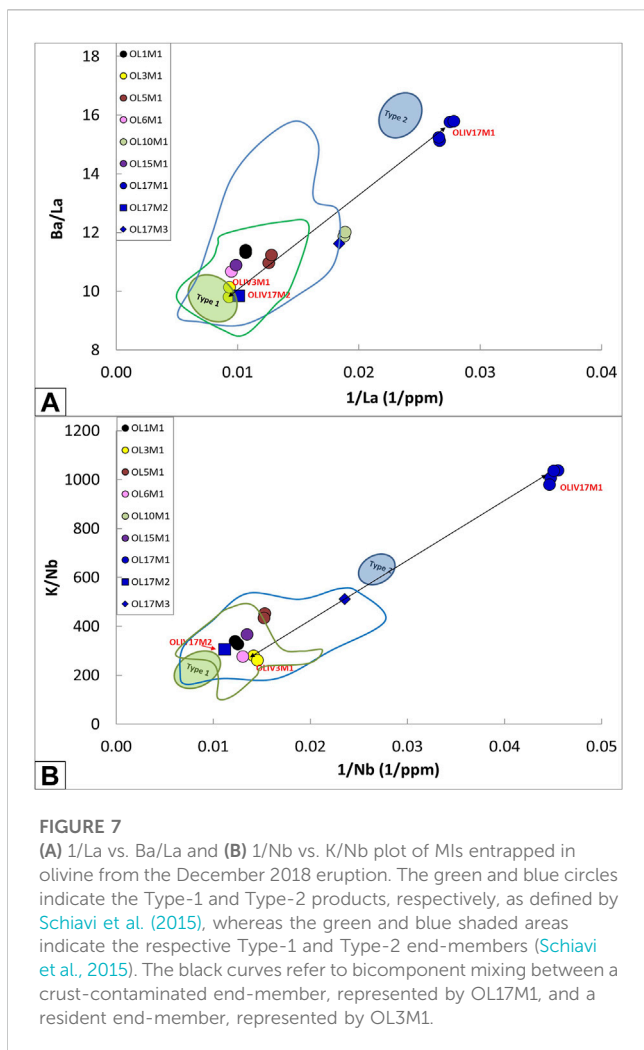 18
16
14
12
10
8
Ba/La
OL1M1
OL3M1
OL5M1
OL6M1
OL10M1
OL15M1
OL17M1
OL17M2
OL17M3
Type 2
OLIV17M1
OLIV3M1
OLIV17M2
Type 1
0.00
0.01
0.02
0.03
0.04
1/La (1/ppm)
A
1200
1000
800
600
400
200
0
K/Nb
OL1M1
OL3M1
OL5M1
OL6M1
OL10M1
OL15M1
OL17M1
OL17M2
OL17M3
OLIV17M1
Type 2
OLIV17M2
OLIV3M1
Type 1
0.00
0.01
0.02
0.03
0.04
0.05
1/Nb (1/ppm)
B
FIGURE 7
(A) 1/La vs. Ba/La and (B) 1/Nb vs. K/Nb plot of MIs entrapped in
olivine from the December 2018 eruption. The green and blue circles
indicate the Type-1 and Type-2 products, respectively, as defined by
Schiavi et al. (2015), whereas the green and blue shaded areas
indicate the respective Type-1 and Type-2 end-members (Schiavi
et al., 2015). The black curves refer to bicomponent mixing between a
crust-contaminated end-member, represented by OL17M1, and a
resident end-member, represented by OL3M1.